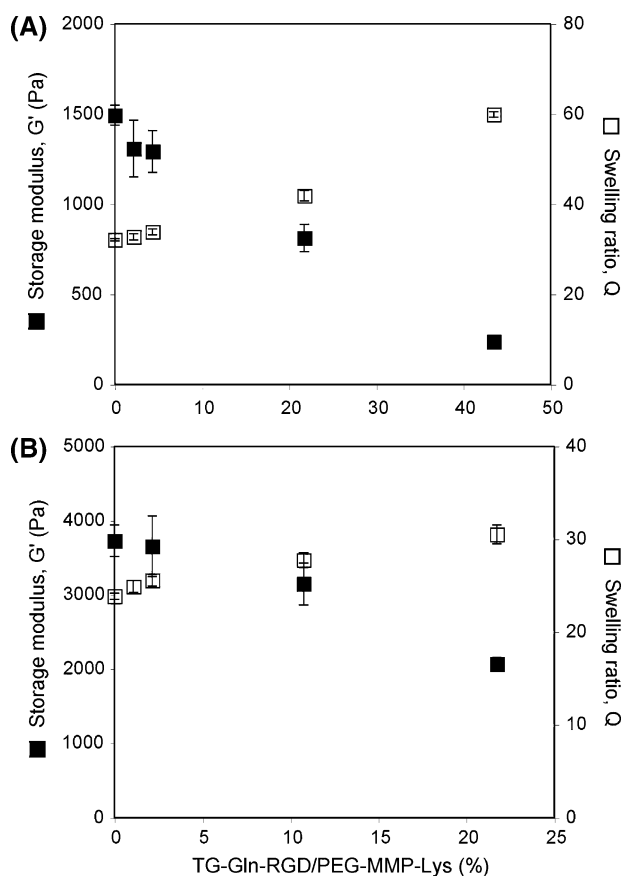 (A)
Storage modulus, G' (Pa)
2000
1500
1000
500
0
80
60
40
20
0
Swelling ratio, Q
0 10 20 30 40 50
(B)
Storage modulus, G' (Pa)
5000
4000
3000
2000
1000
0
40
30
20
10
0
Swelling ratio, Q
0 5 10 15 20 25
TG-Gln-RGD/PEG-MMP-Lys (%)